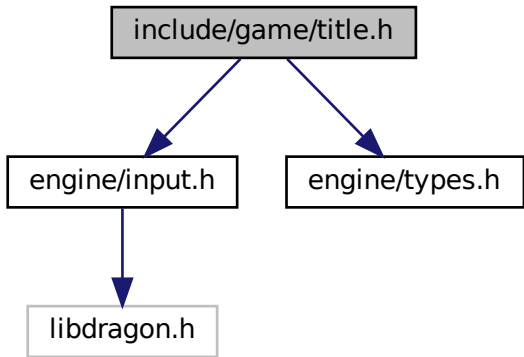 include/game/title.h
engine/input.h
engine/types.h
libdragon.h